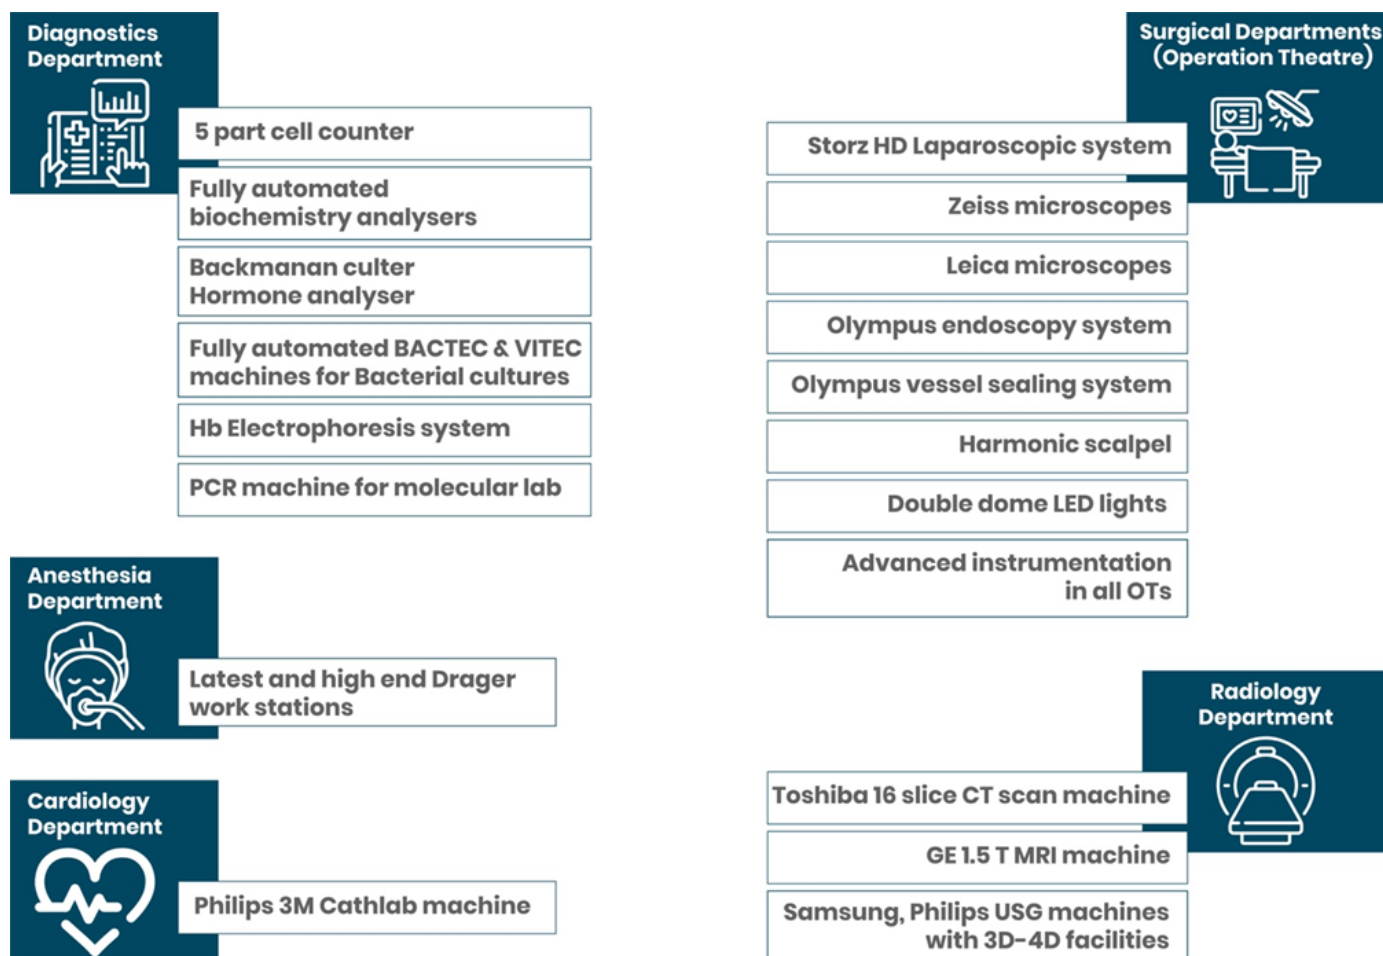 Diagnostics
Department
5 part cell counter
Fully automated
biochemistry analysers
Backmanan culter
Hormone analyser
Fully automated BACTEC & VITEC
machines for Bacterial cultures
Hb Electrophoresis system
PCR machine for molecular lab
Anesthesia
Department
Latest and high end Drager
work stations
Cardiology
Department
Philips 3M Cathlab machine
Surgical Departments
(Operation Theatre)
Storz HD Laparoscopic system
Zeiss microscopes
Leica microscopes
Olympus endoscopy system
Olympus vessel sealing system
Harmonic scalpel
Double dome LED lights
Advanced instrumentation
in all OTs
Radiology
Department
Toshiba 16 slice CT scan machine
GE 1.5 T MRI machine
Samsung, Philips USG machines
with 3D-4D facilities